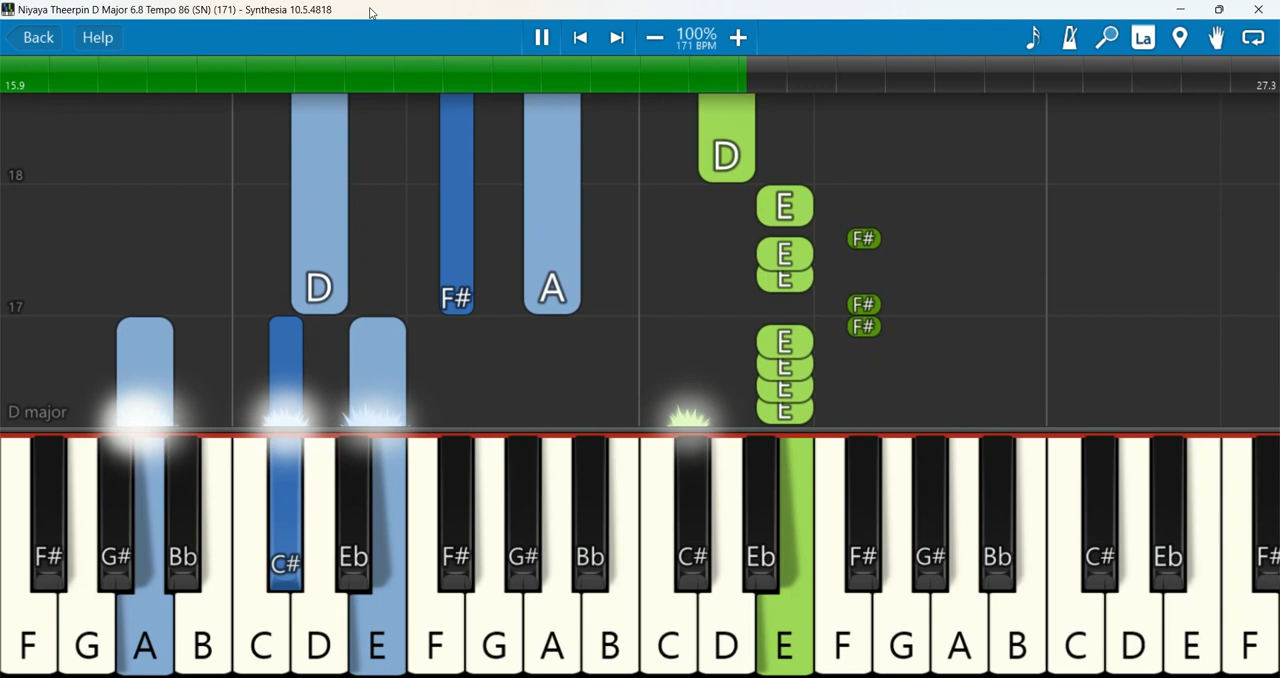 Niyaya Theerpin D Major 6.8 Tempo 86 (SN) (171) - Synthesia 10.5.4818
Back Help 100% La
171 BPM
15.9 27.3
D
E
18
F#
E
E
D F# A
17 F#
F#
E
E
E
D major E
F# G# Bb C# Eb F# G# Bb C# Eb F# G# Bb C# Eb F#
F G A B C D E F G A B C D E F G A B C D E F